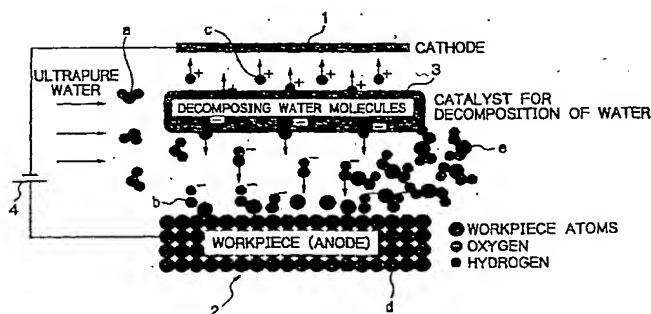 1
a
c
CATHODE
ULTRAPURE
WATER
+ + + + + +
3
DECOMPOSING WATER MOLECULES
CATALYST FOR
DECOMPOSITION OF WATER
e
4
b
WORKPIECE (ANODE)
WORKPIECE ATOMS
OXYGEN
HYDROGEN
2
d